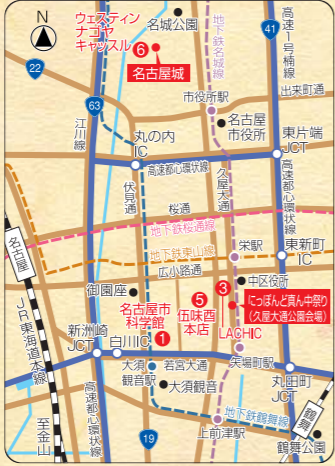 N
ウェスティン
ナゴヤ
キャッスル
名城公園
地下鉄名城線
高速1号楠線
41
22
6
名古屋城
市役所駅
出来町通
63
名古屋
市役所
江川線
丸の内
IC
東片端
JCT
高速都心環状線
伏見通
久屋大通
高速都心環状線
桜通
地下鉄桜通線
名古屋
地下鉄東山線
栄駅
東新町
IC
広小路通
御園座
中区役所
JR東海道本線
名古屋市
科学館
1
5
伍味酉
本店
3
にっぽんど真ん中祭り
(久屋大通公園会場)
LACHIC
新洲崎
JCT
白川IC
若宮大通
矢場町駅
大須
観音駅
大須観音
丸田町
JCT
高速都心環状線
至金山
地下鉄鶴舞線
鶴舞
19
上前津駅
鶴舞公園